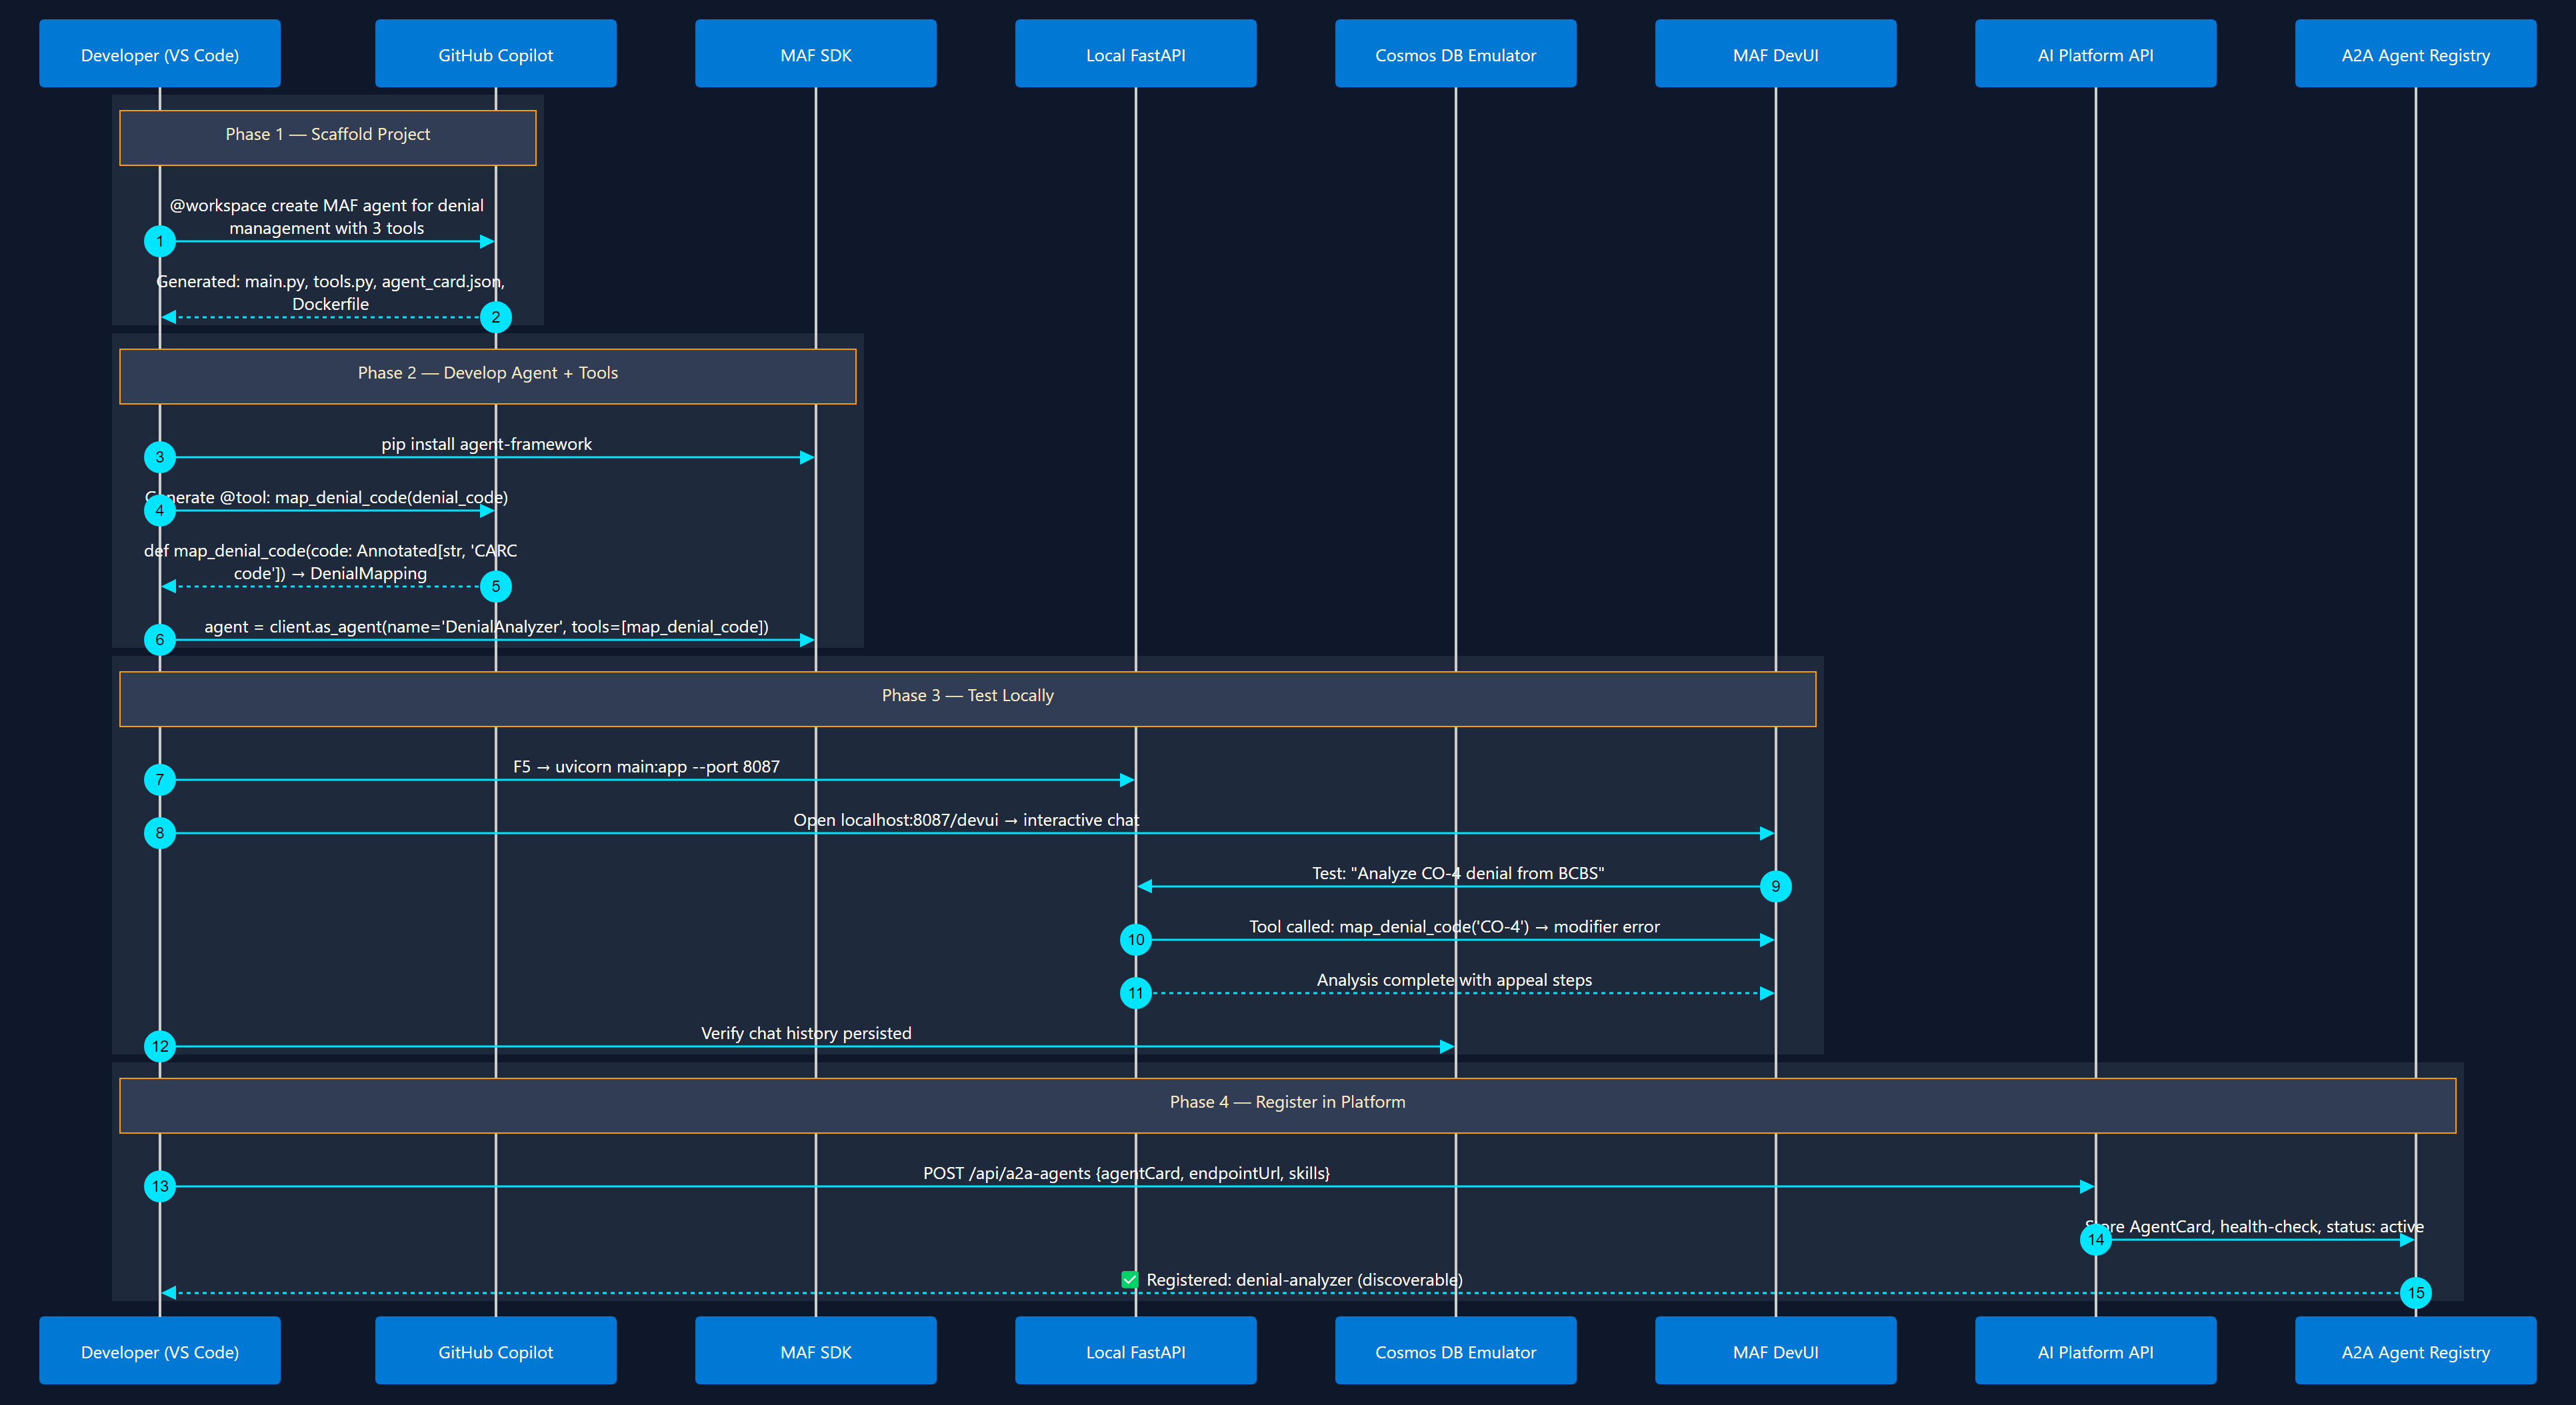 Developer (VS Code)
GitHub Copilot
MAF SDK
Local FastAPI
Cosmos DB Emulator
MAF DevUI
AI Platform API
A2A Agent Registry
Phase 1 — Scaffold Project
@workspace create MAF agent for denial
management with 3 tools
1
Generated: main.py, tools.py, agent_card.json,
Dockerfile
2
Phase 2 — Develop Agent + Tools
pip install agent-framework
3
Generate @tool: map_denial_code(denial_code)
4
def map_denial_code(code: Annotated[str, 'CARC
code']) → DenialMapping
5
agent = client.as_agent(name='DenialAnalyzer', tools=[map_denial_code])
6
Phase 3 — Test Locally
F5 → uvicorn main:app --port 8087
7
Open localhost:8087/devui → interactive chat
8
Test: "Analyze CO-4 denial from BCBS"
9
Tool called: map_denial_code('CO-4') → modifier error
10
Analysis complete with appeal steps
11
Verify chat history persisted
12
Phase 4 — Register in Platform
POST /api/a2a-agents {agentCard, endpointUrl, skills}
13
Store AgentCard, health-check, status: active
14
✅ Registered: denial-analyzer (discoverable)
15
Developer (VS Code)
GitHub Copilot
MAF SDK
Local FastAPI
Cosmos DB Emulator
MAF DevUI
AI Platform API
A2A Agent Registry